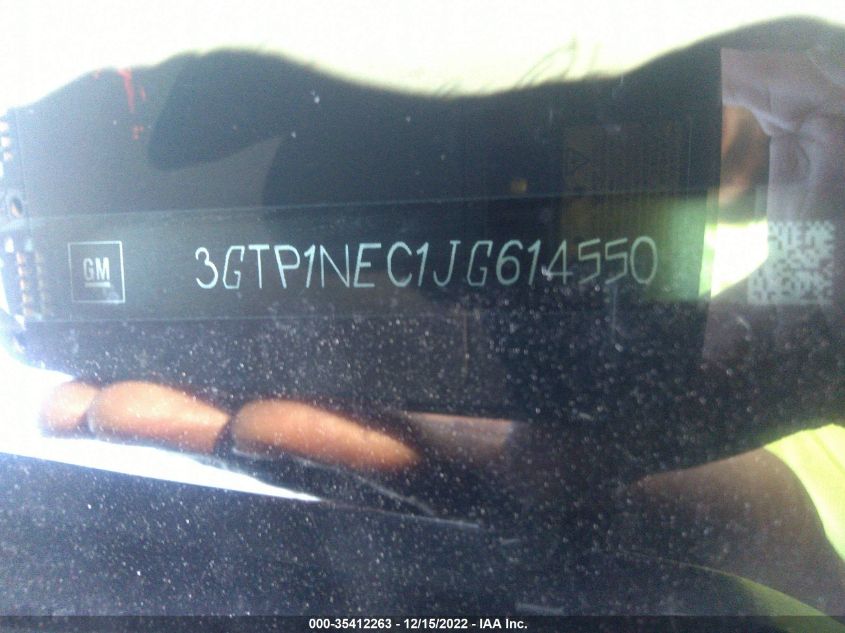 GM 3GTP1NEC1JG614550
000-35412263 - 12/15/2022 - IAA Inc.